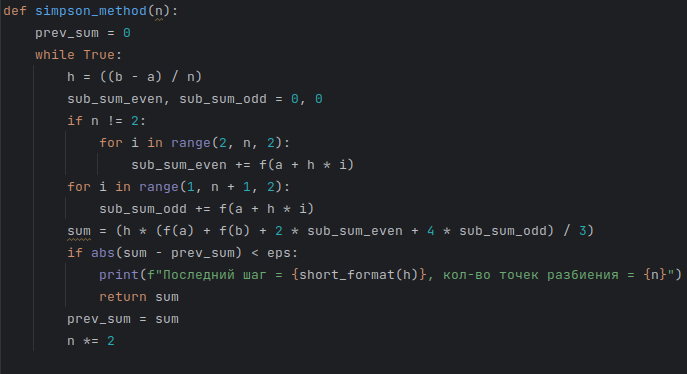 def simpson_method(n):
    prev_sum = 0
    while True:
        h = ((b - a) / n)
        sub_sum_even, sub_sum_odd = 0, 0
        if n != 2:
            for i in range(2, n, 2):
                sub_sum_even += f(a + h * i)
        for i in range(1, n + 1, 2):
            sub_sum_odd += f(a + h * i)
        sum = (h * (f(a) + f(b) + 2 * sub_sum_even + 4 * sub_sum_odd) / 3)
        if abs(sum - prev_sum) < eps:
            print(f"Последний шаг = {short_format(h)}, кол-во точек разбиения = {n}")
            return sum
        prev_sum = sum
        n *= 2